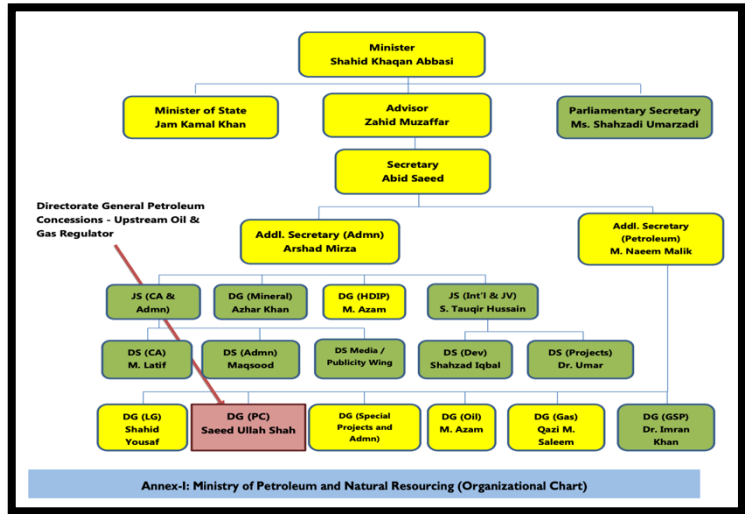 Minister
Shahid Khaqan Abbasi
Minister of State
Jam Kamal Khan
Advisor
Zahid Muzaffar
Parliamentary Secretary
Ms. Shahzadi Umarzadi
Secretary
Abid Saeed
Directorate General Petroleum
Concessions - Upstream Oil &
Gas Regulator
Addl. Secretary (Admn)
Arshad Mirza
Addl. Secretary
(Petroleum)
M. Naeem Malik
JS (CA &
Admn)
DG (Mineral)
Azhar Khan
DG (HDIP)
M. Azam
JS (Int'l & JV)
S. Tauqir Hussain
DS (CA)
M. Latif
DS (Admn)
Maqsood
DS Media /
Publicity Wing
DS (Dev)
Shahzad Iqbal
DS (Projects)
Dr. Umar
DG (LG)
Shahid
Yousaf
DG (PC)
Saeed Ullah Shah
DG (Special
Projects and
Admn)
DG (Oil)
M. Azam
DG (Gas)
Qazi M.
Saleem
DG (GSP)
Dr. Imran
Khan
Annex-I: Ministry of Petroleum and Natural Resourcing (Organizational Chart)